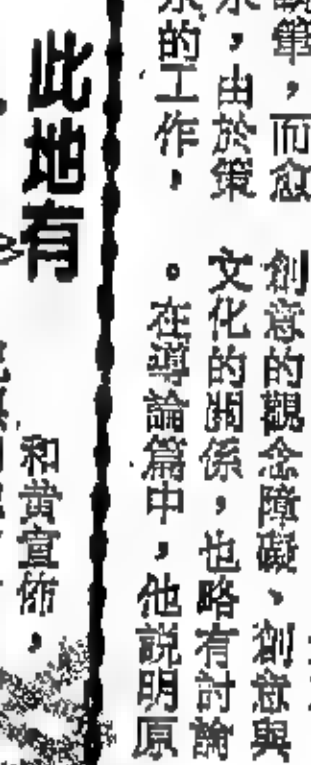 筆，而愈
，由於策
的工作，
創意的觀念障礙、創意與
文化的關係，也略有討論
。在導論篇中，他說明原
此地有
和黃宣佈，